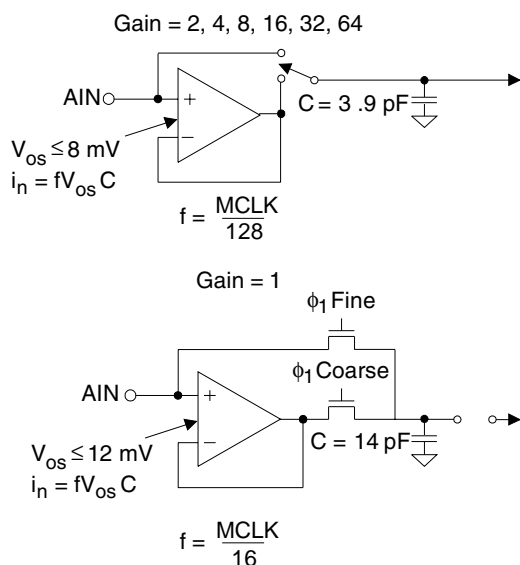 Gain = 2, 4, 8, 16, 32, 64
AIN
+
−
C = 3 .9 pF
V_os ≤ 8 mV
i_n = fV_os C
f = MCLK
128
Gain = 1
ϕ1 Fine
ϕ1 Coarse
AIN
+
−
C = 14 pF
V_os ≤ 12 mV
i_n = fV_os C
f = MCLK
16